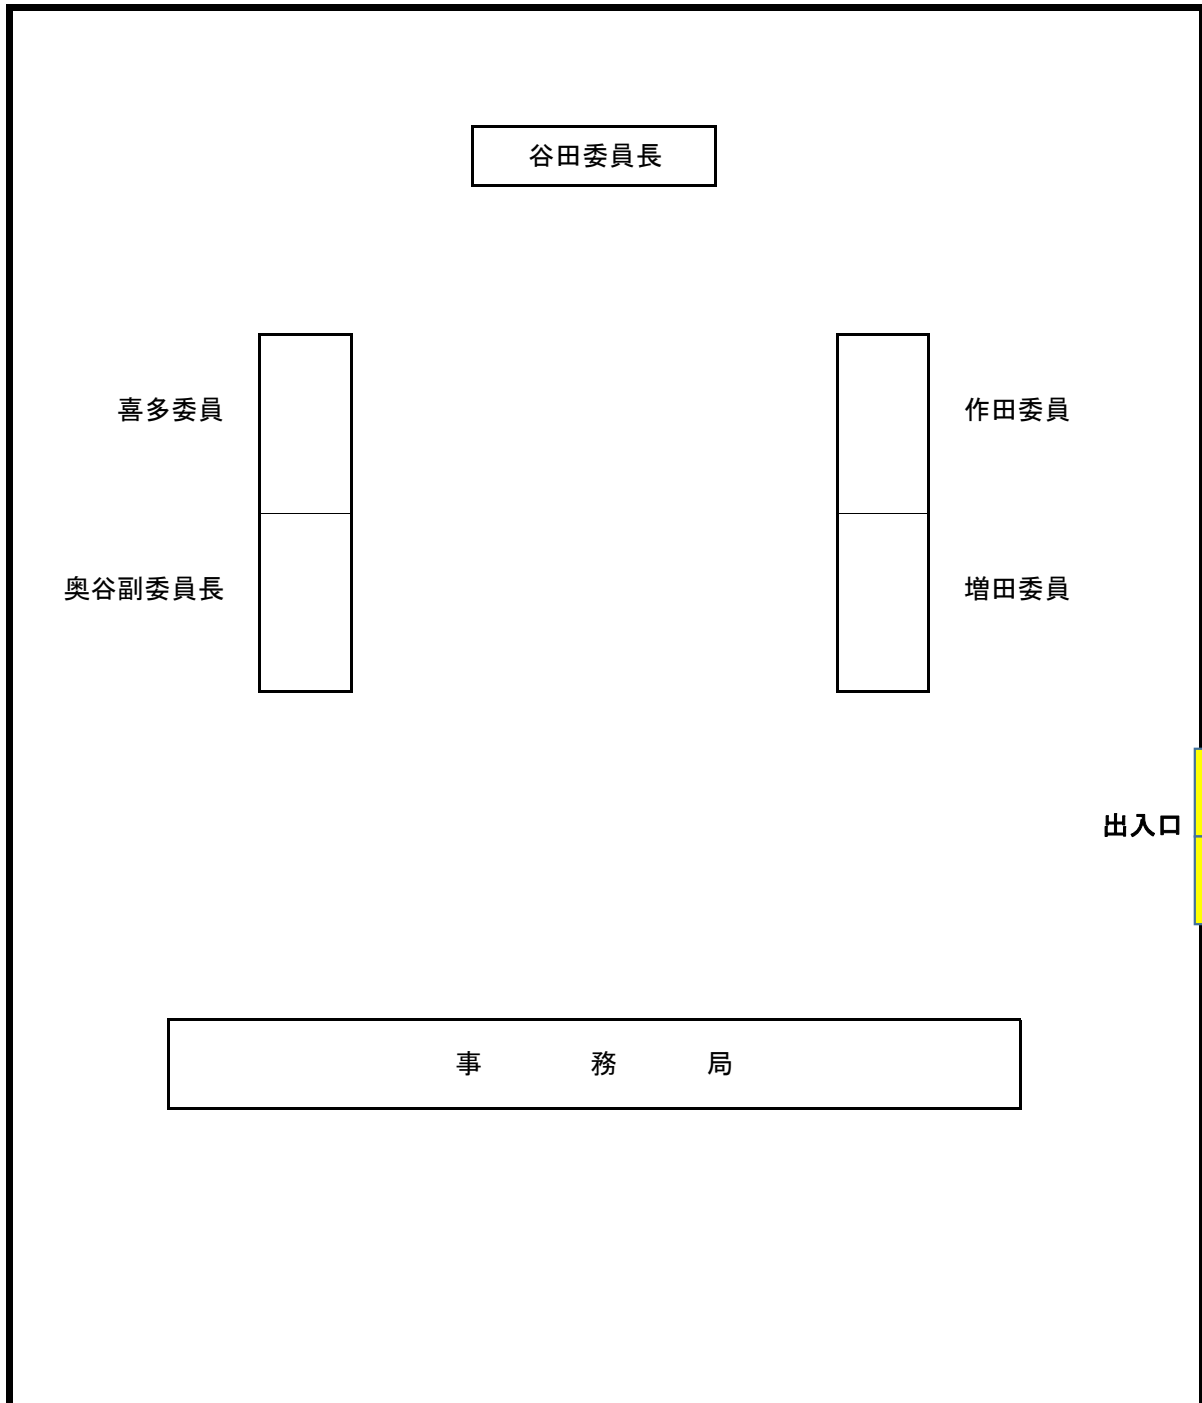 谷田委員長
喜多委員
作田委員
奥谷副委員長
増田委員
出入口
事 務 局